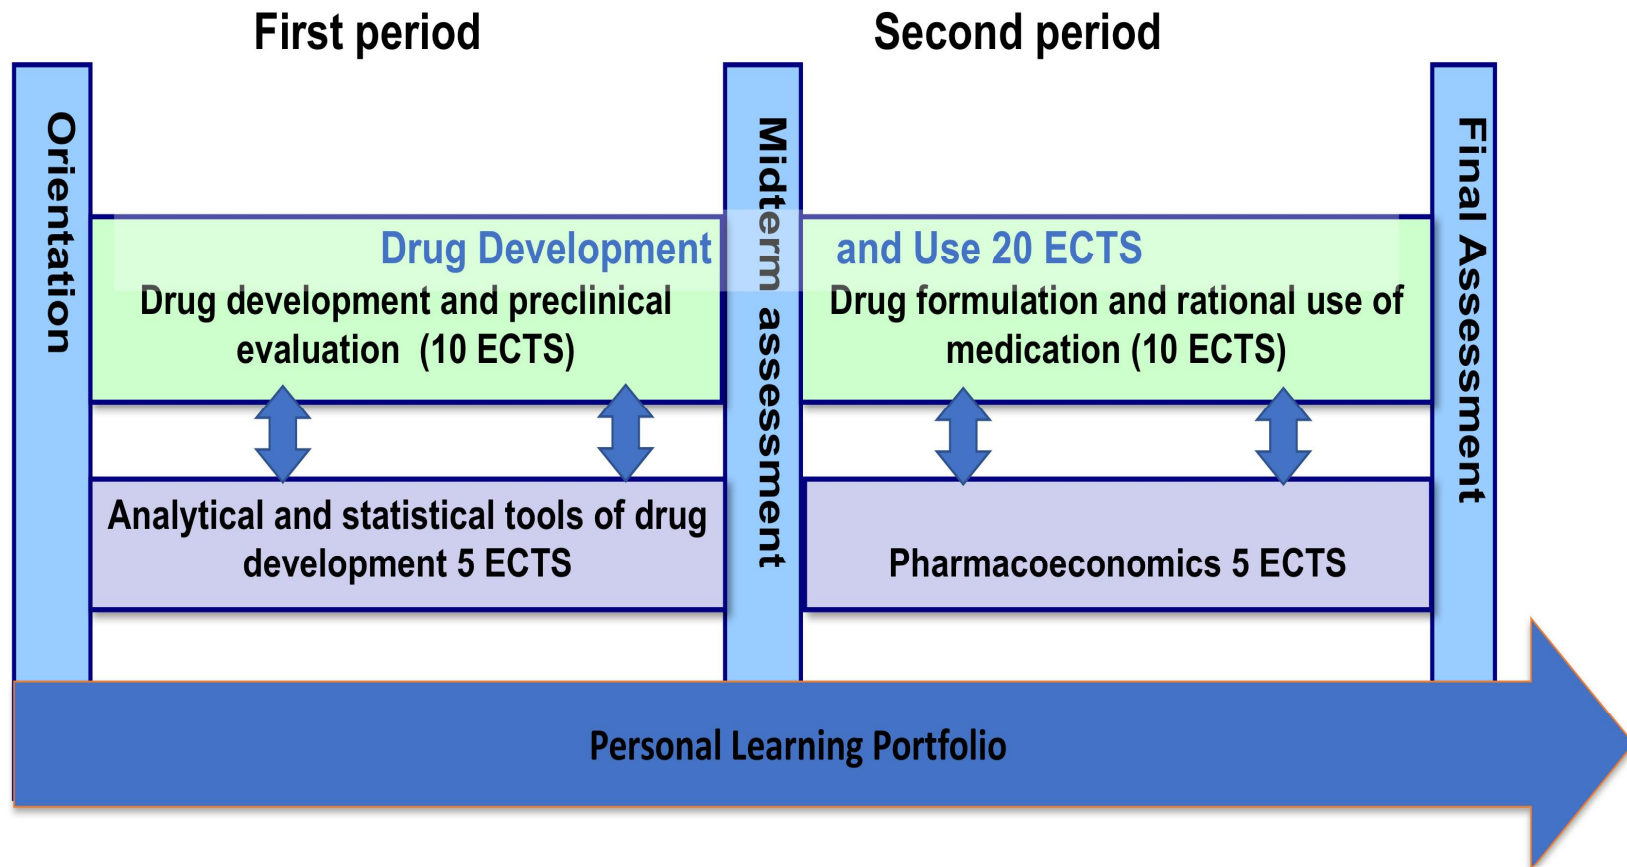 First period
Second period
Orientation
Midterm assessment
Final Assessment
Drug Development and Use 20 ECTS
Drug development and preclinical
evaluation (10 ECTS)
Drug formulation and rational use of
medication (10 ECTS)
Analytical and statistical tools of drug
development 5 ECTS
Pharmacoeconomics 5 ECTS
Personal Learning Portfolio